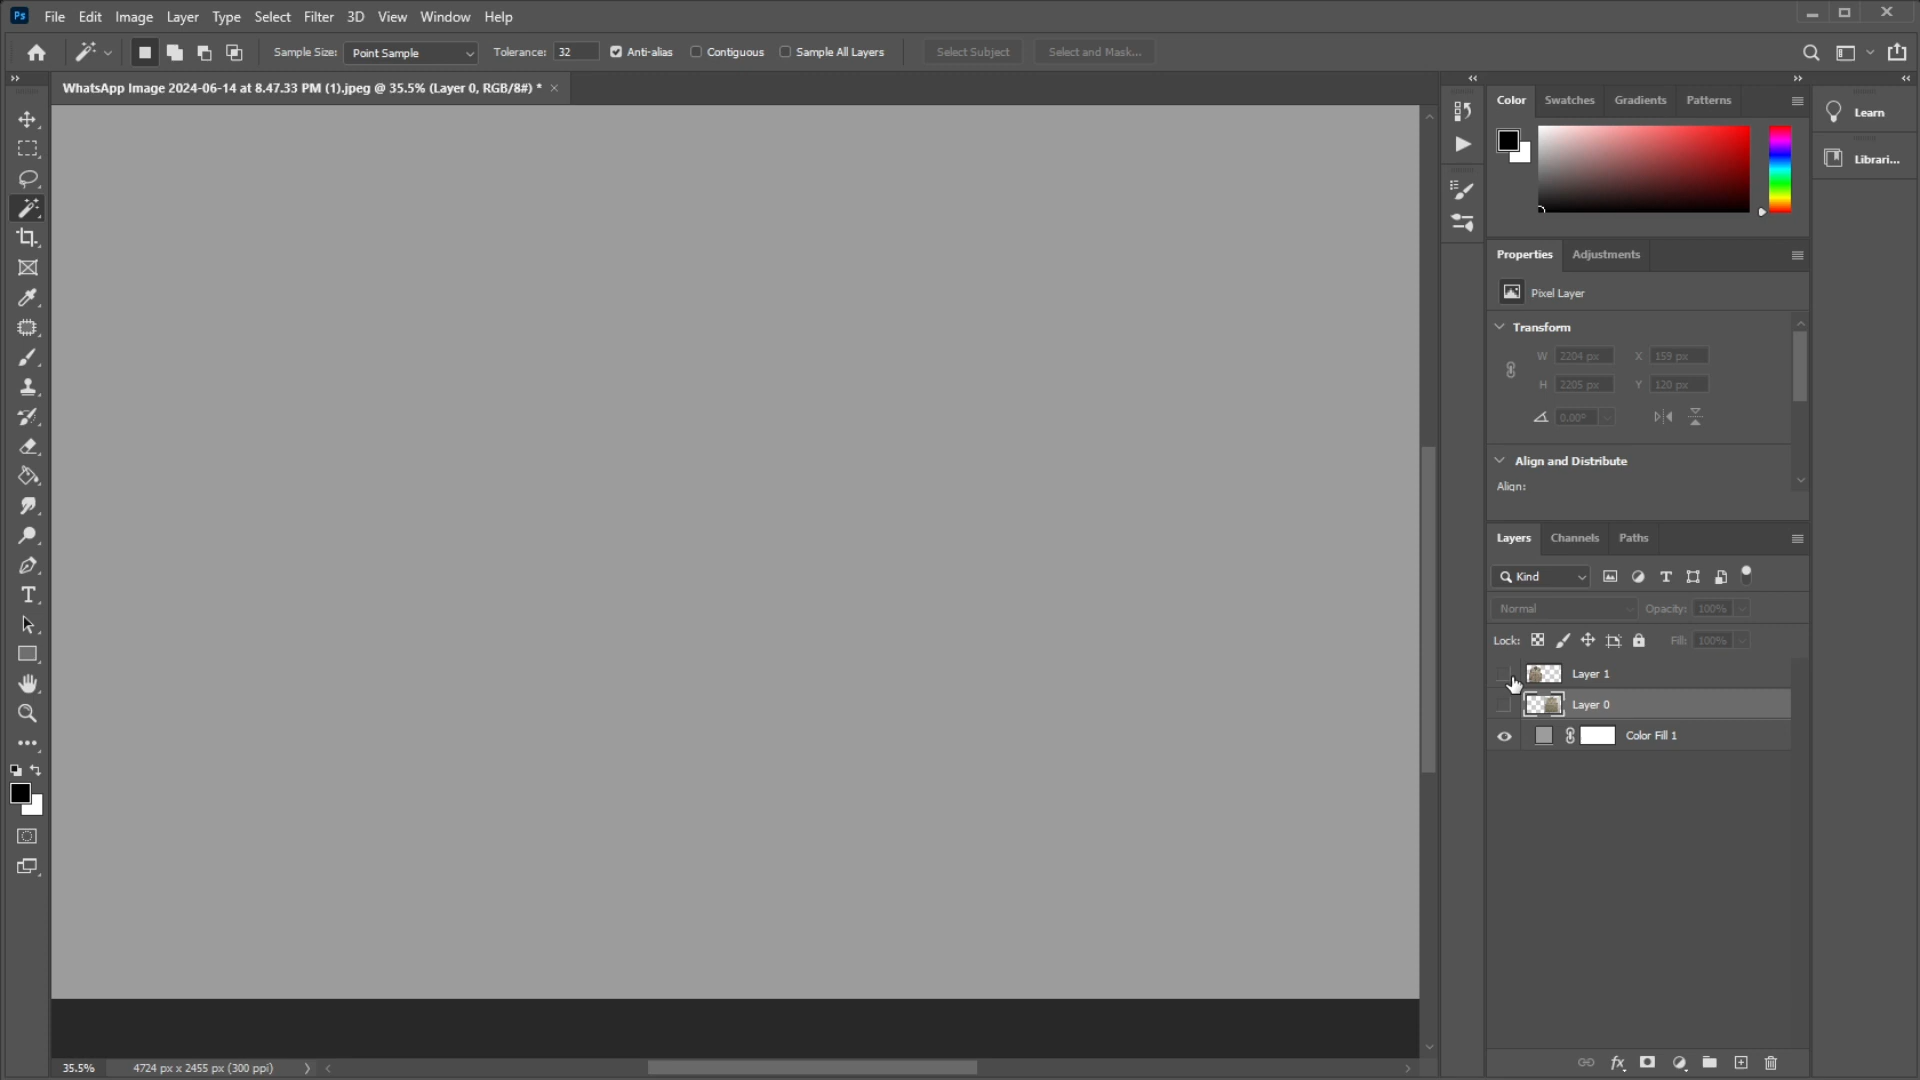 Ps File Edit Image Layer Type Select Filter 3D View Window Help
Sample Size: Point Sample Tolerance: 32 Anti-alias Contiguous Sample All Layers Select Subject Select and Mask...
WhatsApp Image 2024-06-14 at 8.47.33 PM (1).jpeg @ 35.5% (Layer 0, RGB/8#) * ×
Color Swatches Gradients Patterns
Learn
Librari...
Properties Adjustments
Pixel Layer
Transform
W 2204 px X 159 px
H 2205 px Y 120 px
0.00°
Align and Distribute
Align:
Layers Channels Paths
Kind
Normal Opacity: 100%
Lock: Fill: 100%
Layer 1
Layer 0
Color Fill 1
35.5% 4724 px x 2455 px (300 ppi)